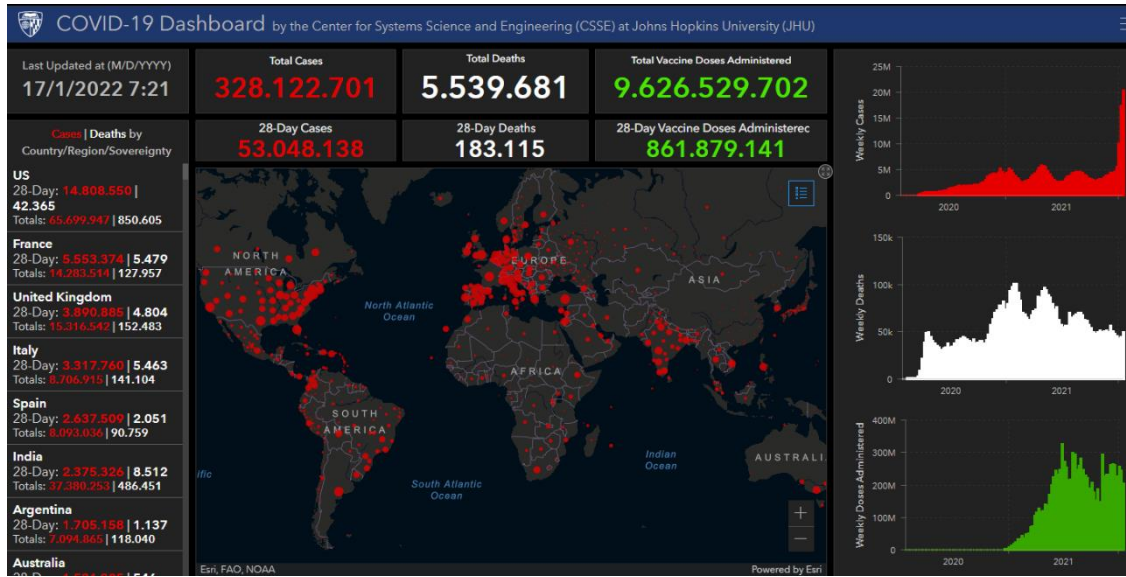 COVID-19 Dashboard by the Center for Systems Science and Engineering (CSSE) at Johns Hopkins University (JHU)
Last Updated at (M/D/YYYY)
17/1/2022 7:21
Cases | Deaths by
Country/Region/Sovereignty
US
28-Day: 14.808.550 |
42.365
Totals: 65.699.947 | 850.605
France
28-Day: 5.553.374 | 5.479
Totals: 14.283.514 | 127.957
United Kingdom
28-Day: 3.890.885 | 4.804
Totals: 15.316.542 | 152.483
Italy
28-Day: 3.317.760 | 5.463
Totals: 8.706.915 | 141.104
Spain
28-Day: 2.637.509 | 2.051
Totals: 8.093.036 | 90.759
India
28-Day: 2.375.326 | 8.512
Totals: 37.380.253 | 486.451
Argentina
28-Day: 1.705.158 | 1.137
Totals: 7.094.865 | 118.040
Australia
Total Cases
328.122.701
Total Deaths
5.539.681
Total Vaccine Doses Administered
9.626.529.702
28-Day Cases
53.048.138
28-Day Deaths
183.115
28-Day Vaccine Doses Administered
861.879.141
NORTH
AMERICA
EUROPE
ASIA
North Atlantic
Ocean
AFRICA
SOUTH
AMERICA
Indian
Ocean
AUSTRALI
ific
South Atlantic
Ocean
+
−
Esri, FAO, NOAA
Powered by Esri
Weekly Cases
25M
20M
15M
10M
5M
0
2020
2021
Weekly Deaths
150k
100k
50k
0
2020
2021
Weekly Doses Administered
400M
300M
200M
100M
0
2020
2021